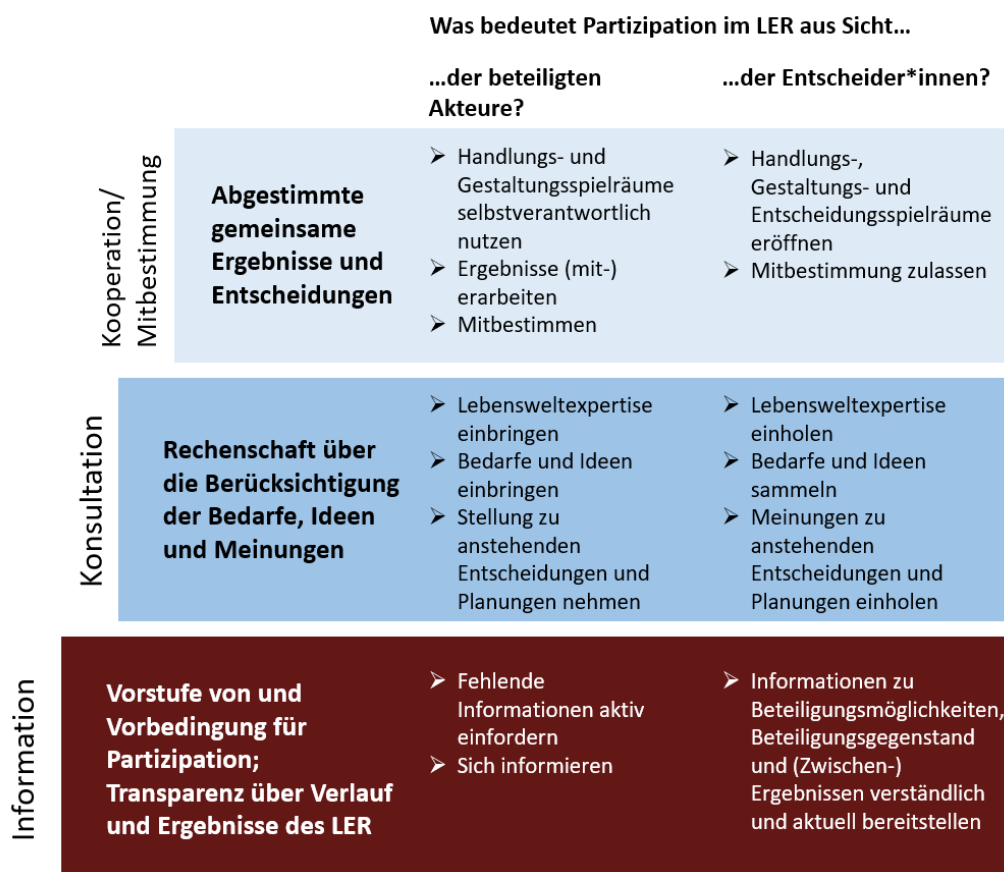 Was bedeutet Partizipation im LER aus Sicht...
...der beteiligten
Akteure?
...der Entscheider*innen?
Kooperation/
Mitbestimmung
Abgestimmte
gemeinsame
Ergebnisse und
Entscheidungen
➢ Handlungs- und
Gestaltungsspielräume
selbstverantwortlich
nutzen
➢ Ergebnisse (mit-)
erarbeiten
➢ Mitbestimmen
➢ Handlungs-,
Gestaltungs- und
Entscheidungsspielräume
eröffnen
➢ Mitbestimmung zulassen
Konsultation
Rechenschaft über
die Berücksichtigung
der Bedarfe, Ideen
und Meinungen
➢ Lebensweltexpertise
einbringen
➢ Bedarfe und Ideen
einbringen
➢ Stellung zu
anstehenden
Entscheidungen und
Planungen nehmen
➢ Lebensweltexpertise
einholen
➢ Bedarfe und Ideen
sammeln
➢ Meinungen zu
anstehenden
Entscheidungen und
Planungen einholen
Information
Vorstufe von und
Vorbedingung für
Partizipation;
Transparenz über Verlauf
und Ergebnisse des LER
➢ Fehlende
Informationen aktiv
einfordern
➢ Sich informieren
➢ Informationen zu
Beteiligungsmöglichkeiten,
Beteiligungsgegenstand
und (Zwischen-)
Ergebnissen verständlich
und aktuell bereitstellen